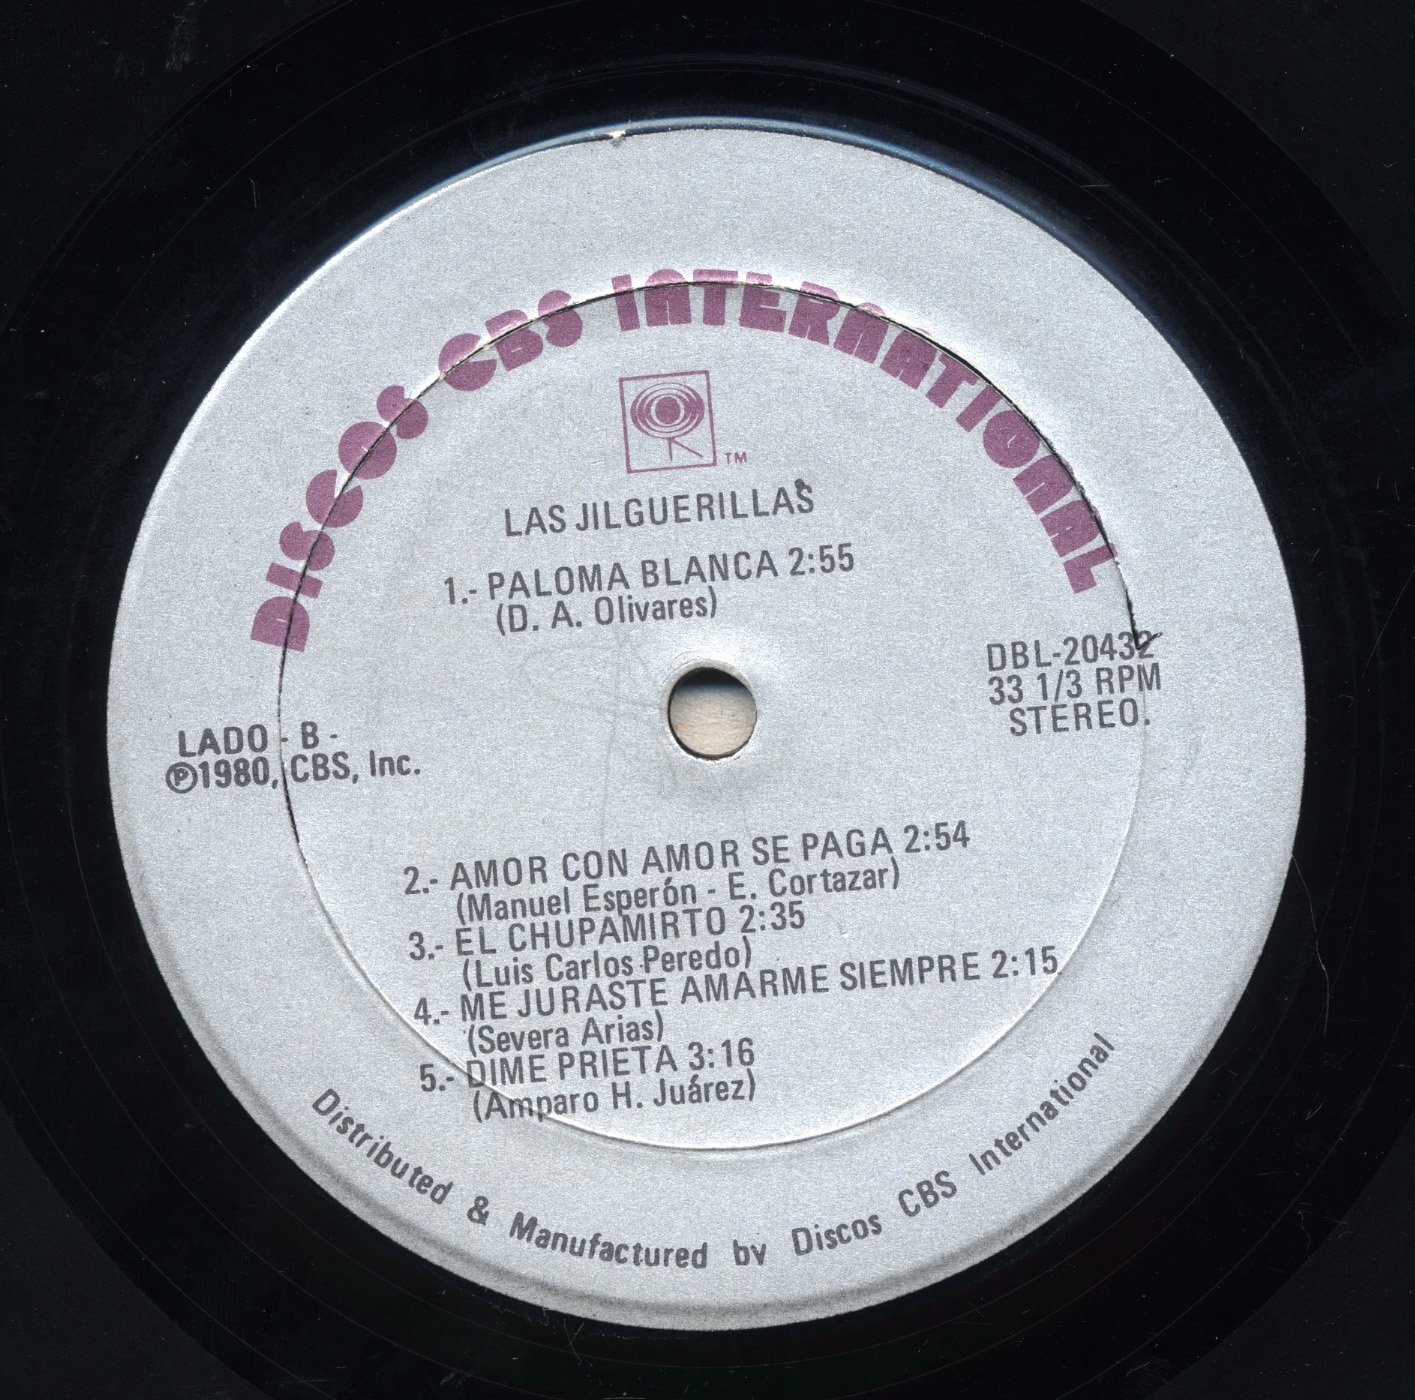 DISCOS CBS INTERNATIONAL
TM
LAS JILGUERILLAS
1.- PALOMA BLANCA 2:55
(D. A. Olivares)
DBL-20432
33 1/3 RPM
STEREO.
LADO - B -
Ⓟ1980, CBS, Inc.
2.- AMOR CON AMOR SE PAGA 2:54
(Manuel Esperón - E. Cortazar)
3.- EL CHUPAMIRTO 2:35
(Luis Carlos Peredo)
4.- ME JURASTE AMARME SIEMPRE 2:15
(Severa Arias)
5.- DIME PRIETA 3:16
(Amparo H. Juárez)
Distributed & Manufactured by Discos CBS International